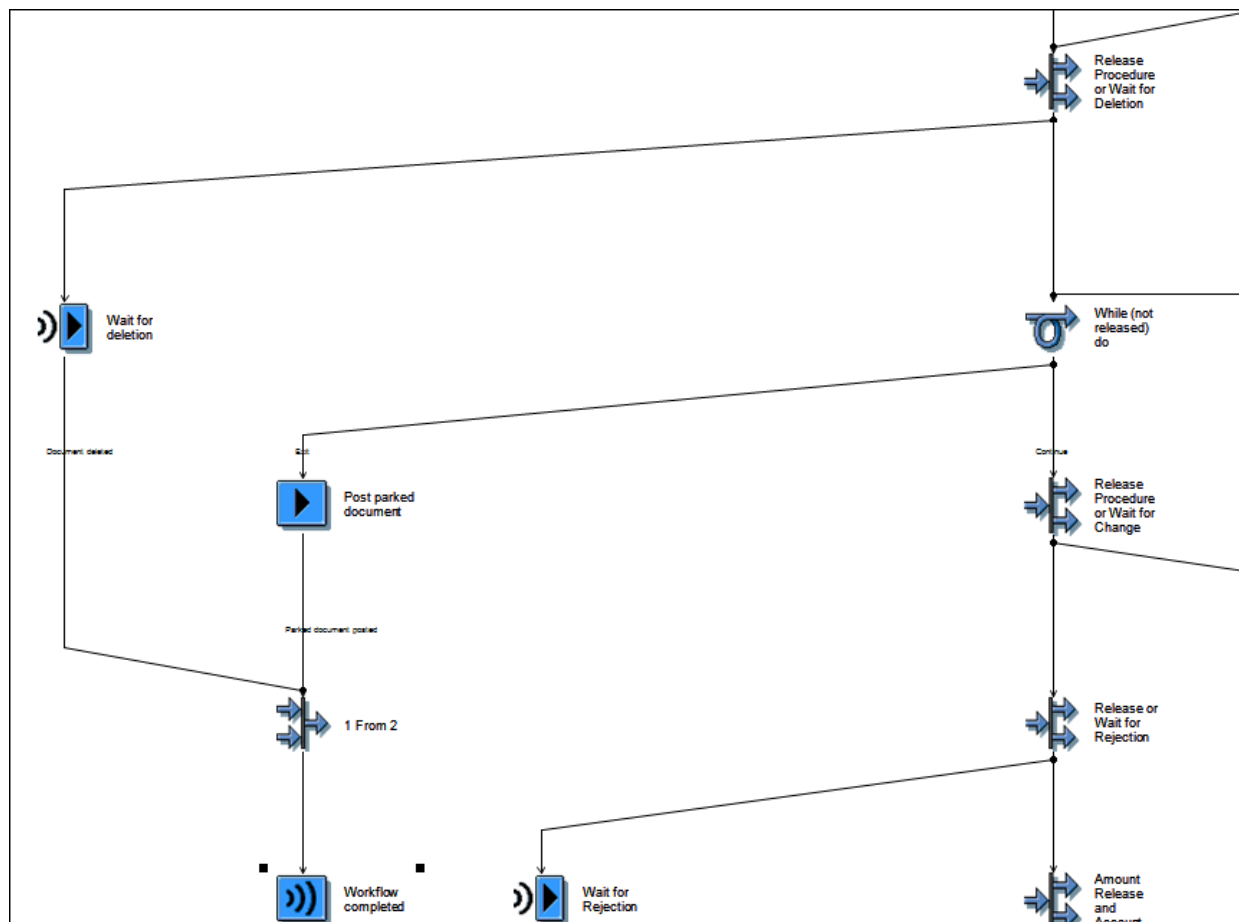 Release
Procedure
or Wait for
Deletion
Wait for
deletion
While (not
released)
do
Document deleted
Exit
Continue
Post parked
document
Release
Procedure
or Wait for
Change
Parked document posted
1 From 2
Release or
Wait for
Rejection
Workflow
completed
Wait for
Rejection
Amount
Release
and
Account